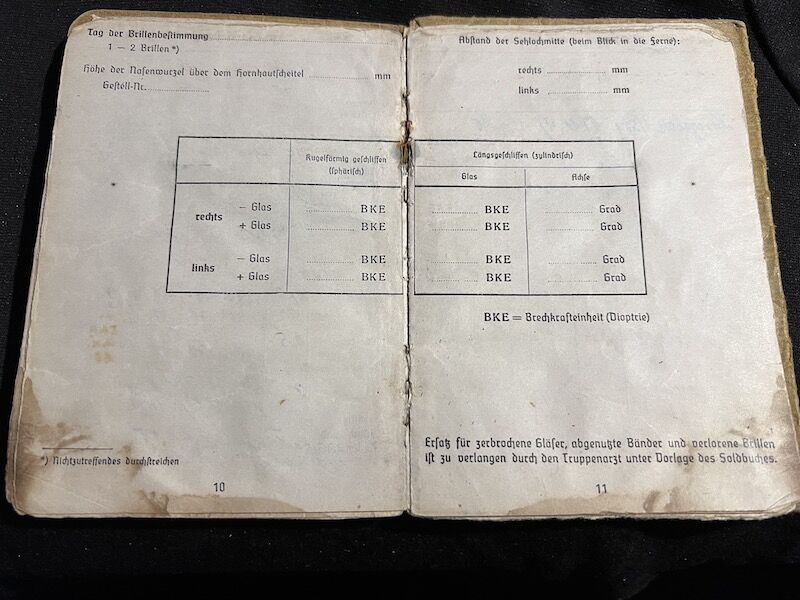 Tag der Brillenbestimmung
1 – 2 Brillen *)
Höhe der Nasenwurzel über dem Hornhautscheitel ............ mm
Gestell-Nr. ............
Kugelförmig geschliffen
(sphärisch)
rechts
– Glas ............ BKE
+ Glas ............ BKE
links
– Glas ............ BKE
+ Glas ............ BKE
*) Nichtzutreffendes durchstreichen
10
Abstand der Sehlochmitte (beim Blick in die Ferne):
rechts ............ mm
links ............ mm
Längsgeschliffen (zylindrisch)
Glas Achse
............ BKE ............ Grad
............ BKE ............ Grad
............ BKE ............ Grad
............ BKE ............ Grad
BKE = Brechkrafteinheit (Dioptrie)
Ersatz für zerbrochene Gläser, abgenutzte Bänder und verlorene Brillen
ist zu verlangen durch den Truppenarzt unter Vorlage des Soldbuches.
11